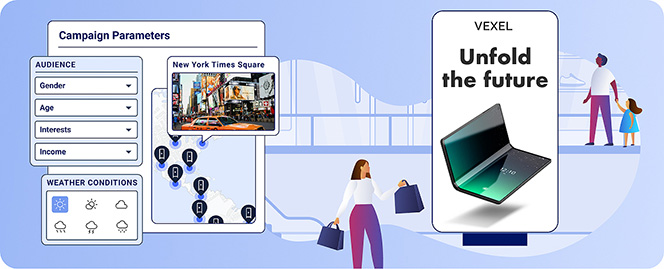 Campaign Parameters
AUDIENCE
Gender
Age
Interests
Income
WEATHER CONDITIONS
New York Times Square
VEXEL
Unfold
the future